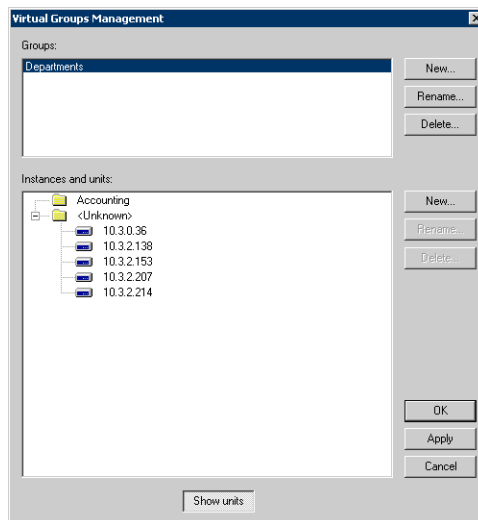 Virtual Groups Management
Groups:
Departments
New...
Rename...
Delete...
Instances and units:
Accounting
<Unknown>
10.3.0.36
10.3.2.138
10.3.2.153
10.3.2.207
10.3.2.214
New...
Rename...
Delete...
OK
Apply
Cancel
Show units